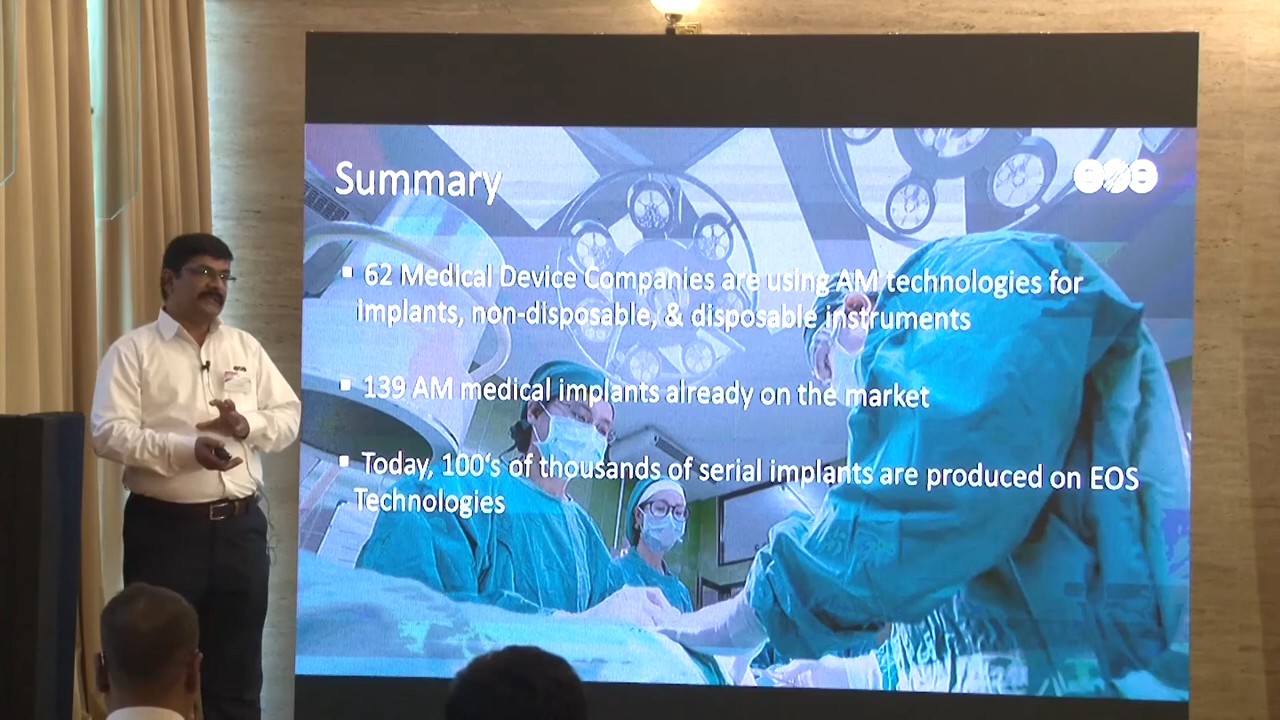 Summary
eos
▪ 62 Medical Device Companies are using AM technologies for
implants, non-disposable, & disposable instruments
▪ 139 AM medical implants already on the market
▪ Today, 100's of thousands of serial implants are produced on EOS
Technologies